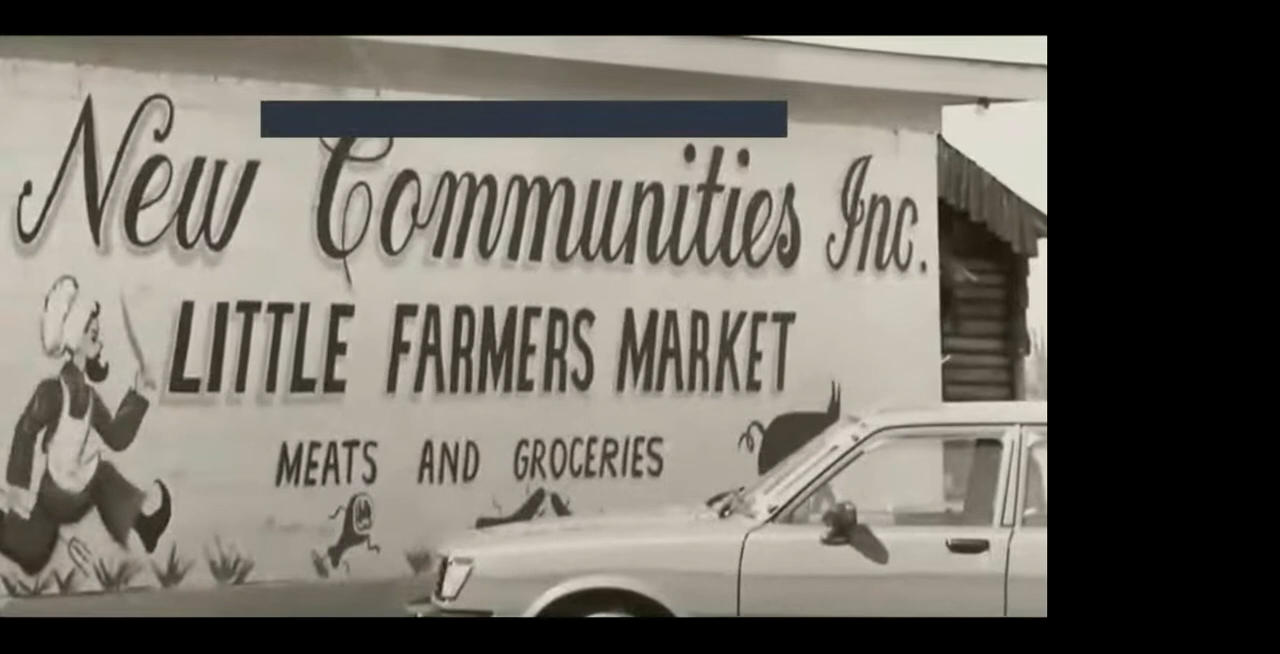 New Communities Inc.
LITTLE FARMERS MARKET
MEATS AND GROCERIES